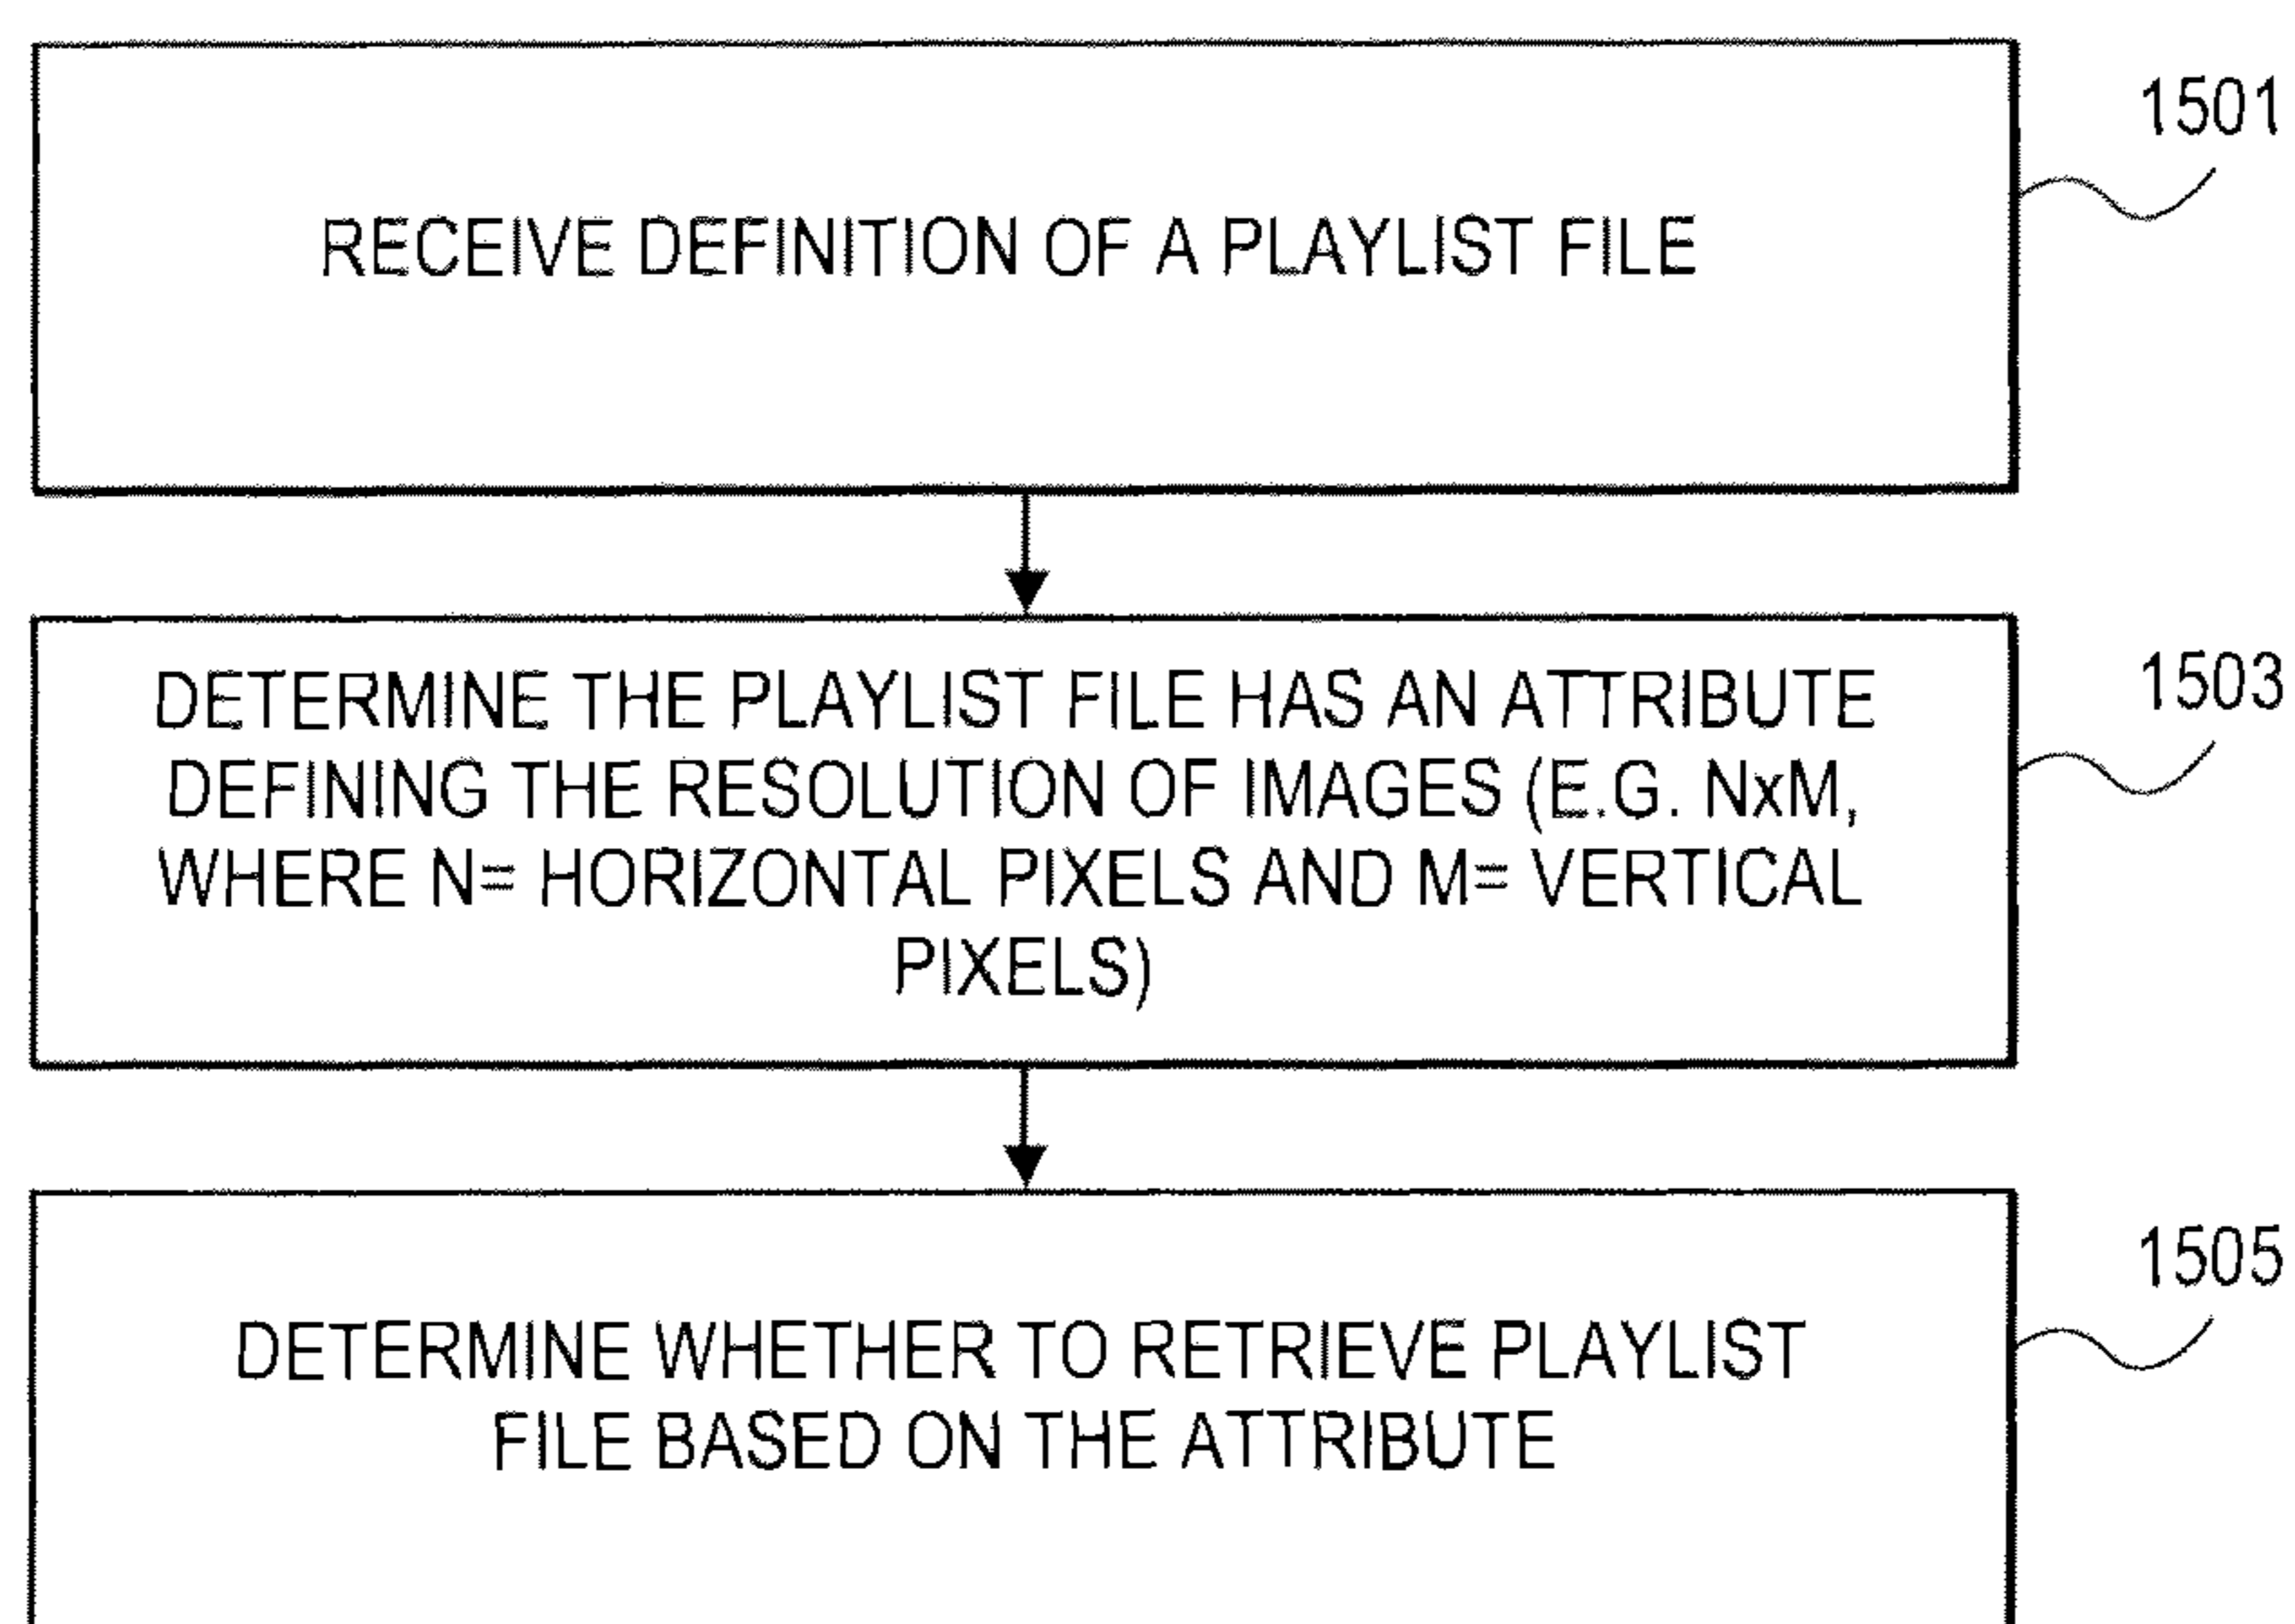 1501
RECEIVE DEFINITION OF A PLAYLIST FILE
1503
DETERMINE THE PLAYLIST FILE HAS AN ATTRIBUTE
DEFINING THE RESOLUTION OF IMAGES (E.G. NxM,
WHERE N= HORIZONTAL PIXELS AND M= VERTICAL
PIXELS)
1505
DETERMINE WHETHER TO RETRIEVE PLAYLIST
FILE BASED ON THE ATTRIBUTE